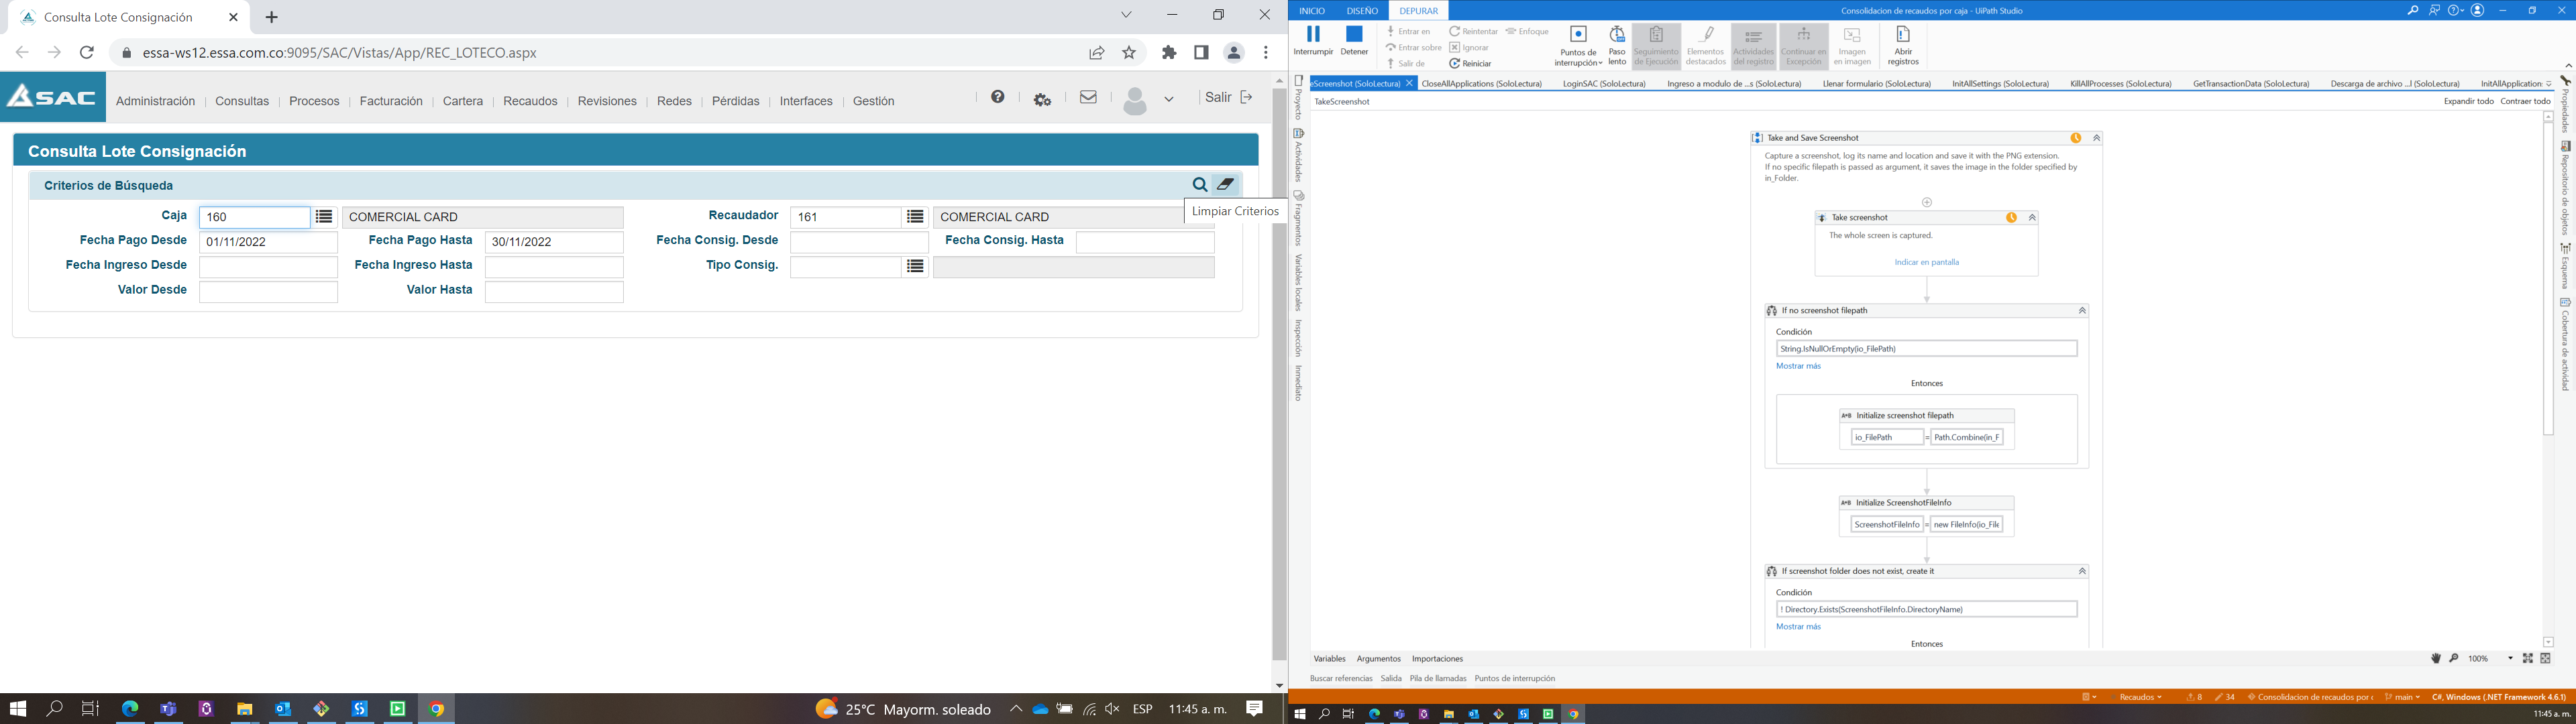 Consulta Lote Consignación
essa-ws12.essa.com.co:9095/SAC/Vistas/App/REC_LOTECO.aspx
SAC
Administración
Consultas
Procesos
Facturación
Cartera
Recaudos
Revisiones
Redes
Pérdidas
Interfaces
Gestión
Salir
Consulta Lote Consignación
Criterios de Búsqueda
Limpiar Criterios
Caja 160 COMERCIAL CARD Recaudador 161 COMERCIAL CARD
Fecha Pago Desde 01/11/2022 Fecha Pago Hasta 30/11/2022 Fecha Consig. Desde Fecha Consig. Hasta
Fecha Ingreso Desde Fecha Ingreso Hasta Tipo Consig.
Valor Desde Valor Hasta
25°C Mayorm. soleado ESP 11:45 a. m.
INICIO DISEÑO DEPURAR
Consolidacion de recaudos por caja - UiPath Studio
Interrumpir
Detener
Entrar en
Entrar sobre
Salir de
Reintentar
Ignorar
Reiniciar
Enfoque
Puntos de interrupción
Paso lento
Seguimiento de Ejecución
Elementos destacados
Actividades del registro
Continuar en Excepción
Imagen en imagen
Abrir registros
eScreenshot (SoloLectura)
CloseAllApplications (SoloLectura)
LoginSAC (SoloLectura)
Ingreso a modulo de ...s (SoloLectura)
Llenar formulario (SoloLectura)
InitAllSettings (SoloLectura)
KillAllProcesses (SoloLectura)
GetTransactionData (SoloLectura)
Descarga de archivo ...l (SoloLectura)
InitAllApplication
TakeScreenshot
Expandir todo Contraer todo
Proyecto
Actividades
Fragmentos
Variables locales
Inspección
Inmediato
Propiedades
Repositorio de objetos
Esquema
Cobertura de actividad
Take and Save Screenshot
Capture a screenshot, log its name and location and save it with the PNG extension.
If no specific filepath is passed as argument, it saves the image in the folder specified by
in_Folder.
Take screenshot
The whole screen is captured.
Indicar en pantalla
If no screenshot filepath
Condición
String.IsNullOrEmpty(io_FilePath)
Mostrar más
Entonces
A+B Initialize screenshot filepath
io_FilePath = Path.Combine(in_F
A+B Initialize ScreenshotFileInfo
ScreenshotFileInfo = new FileInfo(io_File
If screenshot folder does not exist, create it
Condición
! Directory.Exists(ScreenshotFileInfo.DirectoryName)
Mostrar más
Entonces
Variables Argumentos Importaciones
100%
Buscar referencias Salida Pila de llamadas Puntos de interrupción
Recaudos 8 34 Consolidacion de recaudos por c main C#, Windows (.NET Framework 4.6.1)
11:45 a. m.